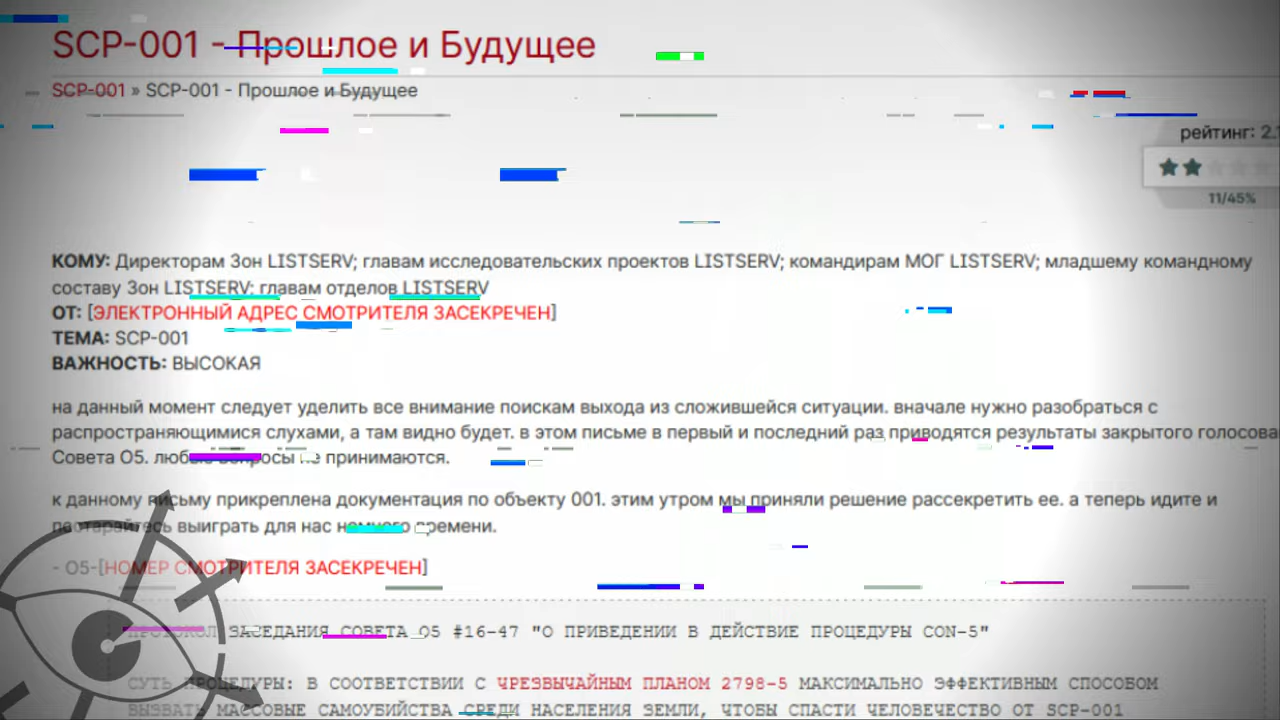 SCP-001 - Прошлое и Будущее
SCP-001 » SCP-001 - Прошлое и Будущее
рейтинг: 2.
11/45%
КОМУ: Директорам Зон LISTSERV; главам исследовательских проектов LISTSERV; командирам МОГ LISTSERV; младшему командному
составу Зон LISTSERV; главам отделов LISTSERV
ОТ: [ЭЛЕКТРОННЫЙ АДРЕС СМОТРИТЕЛЯ ЗАСЕКРЕЧЕН]
ТЕМА: SCP-001
ВАЖНОСТЬ: ВЫСОКАЯ
на данный момент следует уделить все внимание поискам выхода из сложившейся ситуации. вначале нужно разобраться с
распространяющимися слухами, а там видно будет. в этом письме в первый и последний раз приводятся результаты закрытого голосова
Совета О5. любые вопросы не принимаются.
к данному письму прикреплена документация по объекту 001. этим утром мы приняли решение рассекретить ее. а теперь идите и
постарайтесь выиграть для нас немного времени.
- О5-[НОМЕР СМОТРИТЕЛЯ ЗАСЕКРЕЧЕН]
ПРОТОКОЛ ЗАСЕДАНИЯ СОВЕТА О5 #16-47 "О ПРИВЕДЕНИИ В ДЕЙСТВИЕ ПРОЦЕДУРЫ CON-5"
СУТЬ ПРОЦЕДУРЫ: В СООТВЕТСТВИИ С ЧРЕЗВЫЧАЙНЫМ ПЛАНОМ 2798-5 МАКСИМАЛЬНО ЭФФЕКТИВНЫМ СПОСОБОМ
ВЫЗВАТЬ МАССОВЫЕ САМОУБИЙСТВА СРЕДИ НАСЕЛЕНИЯ ЗЕМЛИ, ЧТОБЫ СПАСТИ ЧЕЛОВЕЧЕСТВО ОТ SCP-001